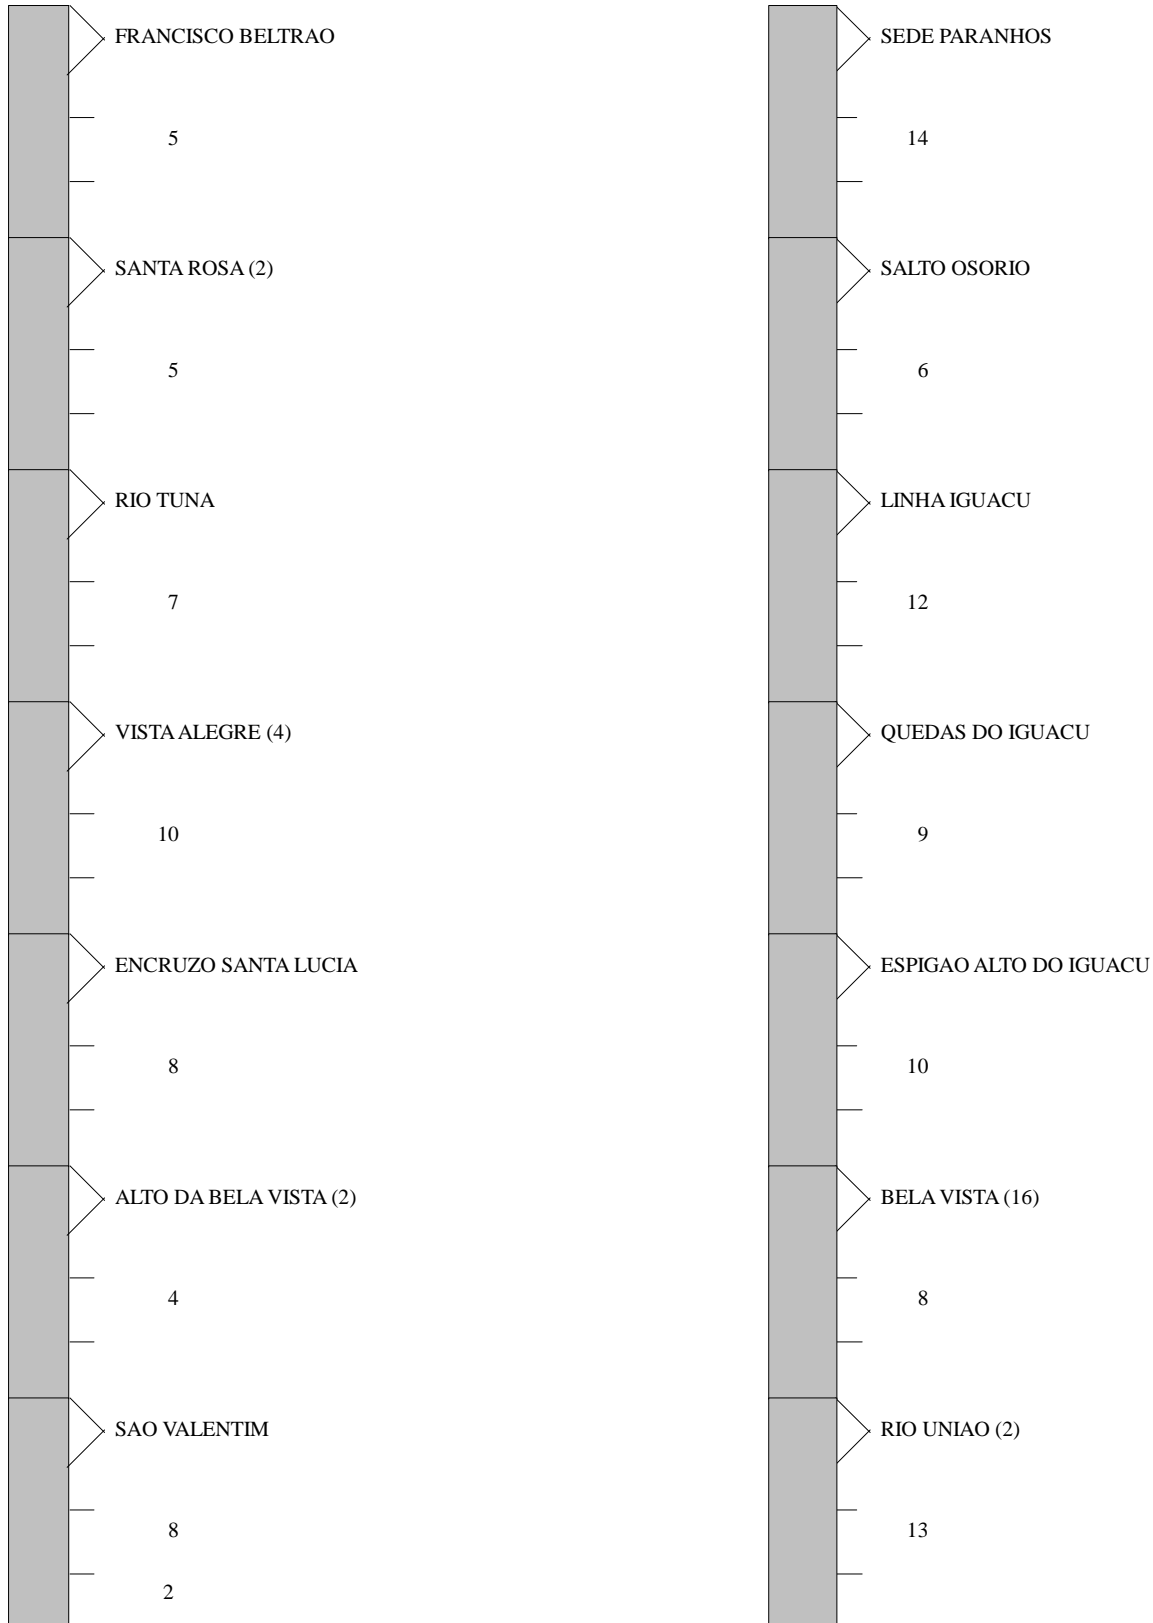 FRANCISCO BELTRAO
5
SANTA ROSA (2)
5
RIO TUNA
7
VISTA ALEGRE (4)
10
ENCRUZO SANTA LUCIA
8
ALTO DA BELA VISTA (2)
4
SAO VALENTIM
8
2
SEDE PARANHOS
14
SALTO OSORIO
6
LINHA IGUACU
12
QUEDAS DO IGUACU
9
ESPIGAO ALTO DO IGUACU
10
BELA VISTA (16)
8
RIO UNIAO (2)
13